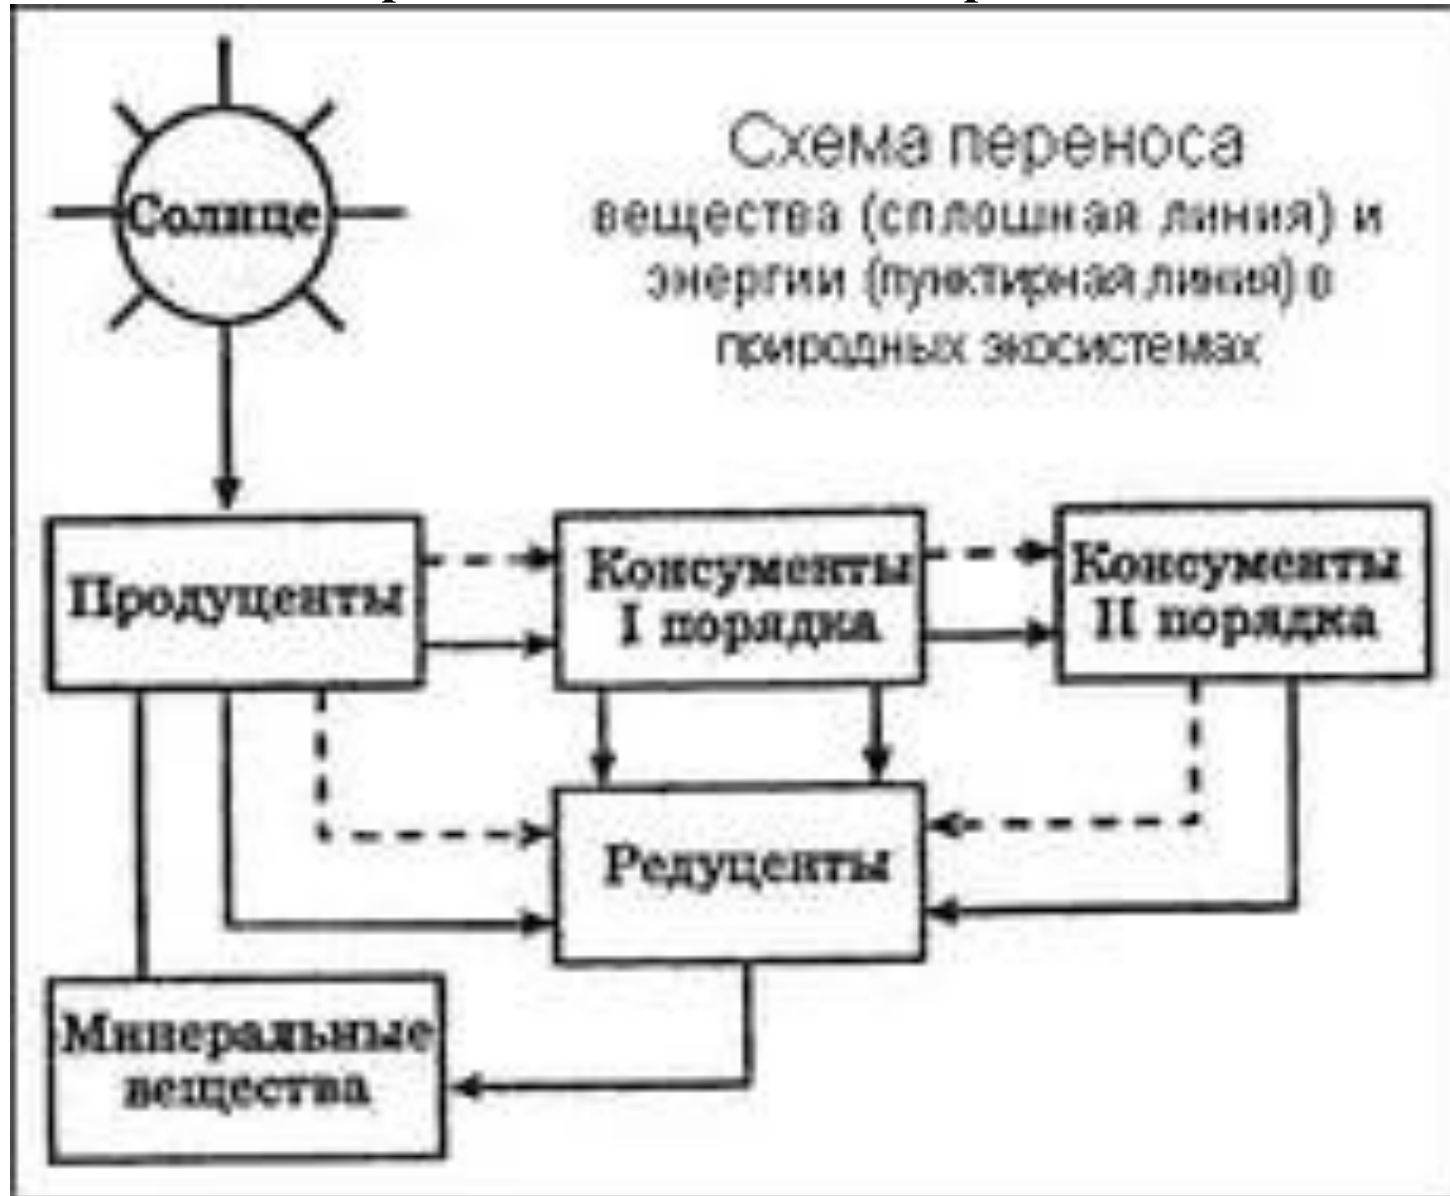 Солнце
Схема переноса
вещества (сплошная линия) и
энергии (пунктирная линия) в
природных экосистемах
Продуценты
Консументы
I порядка
Консументы
II порядка
Редуценты
Минеральные
вещества